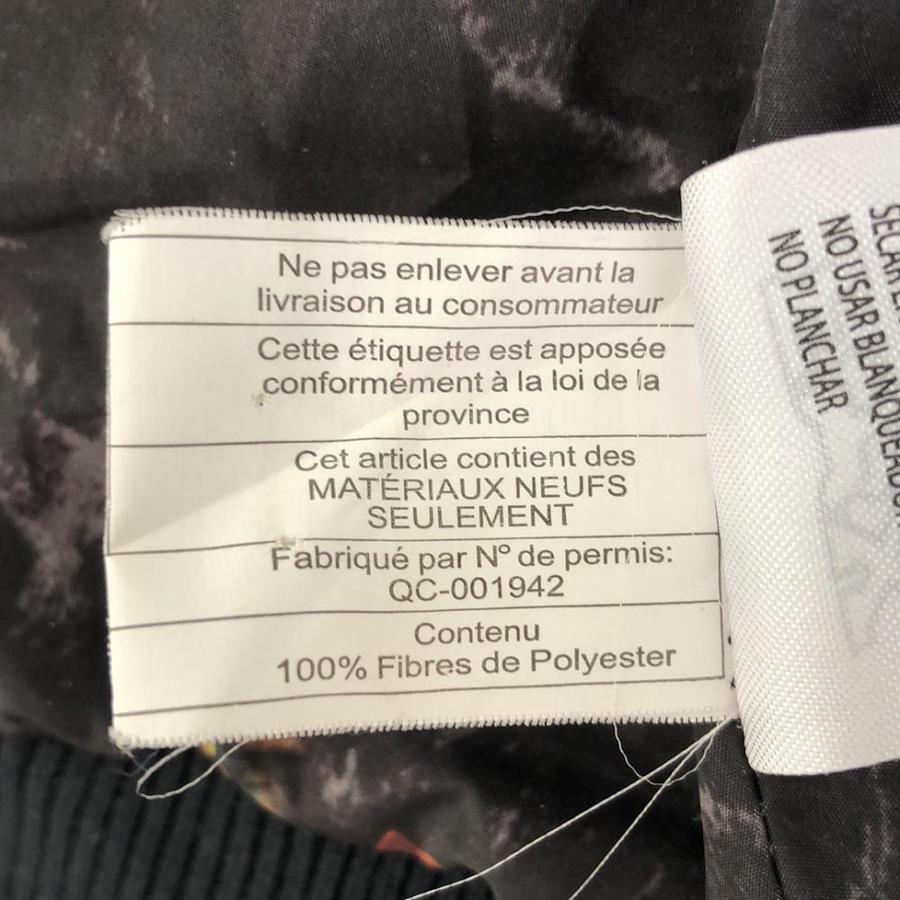 Ne pas enlever avant la
livraison au consommateur
Cette étiquette est apposée
conformément à la loi de la
province
Cet article contient des
MATÉRIAUX NEUFS
SEULEMENT
Fabriqué par N° de permis:
QC-001942
Contenu
100% Fibres de Polyester
SECAR
NO USAR BLANQUEADOR
NO PLANCHAR